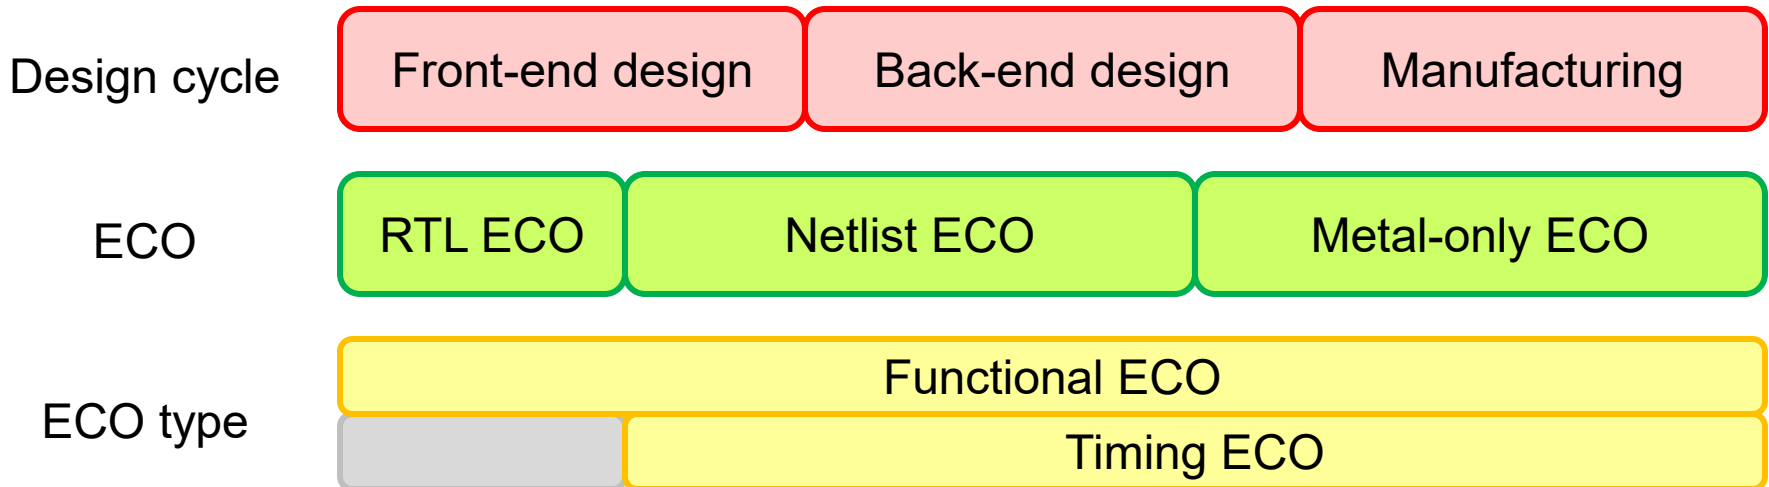 Design cycle
Front-end design
Back-end design
Manufacturing
ECO
RTL ECO
Netlist ECO
Metal-only ECO
ECO type
Functional ECO
Timing ECO